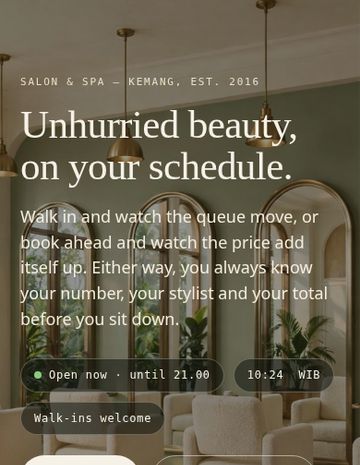 SALON & SPA — KEMANG, EST. 2016
Unhurried beauty,
on your schedule.
Walk in and watch the queue move, or
book ahead and watch the price add
itself up. Either way, you always know
your number, your stylist and your total
before you sit down.
Open now · until 21.00
10:24 WIB
Walk-ins welcome